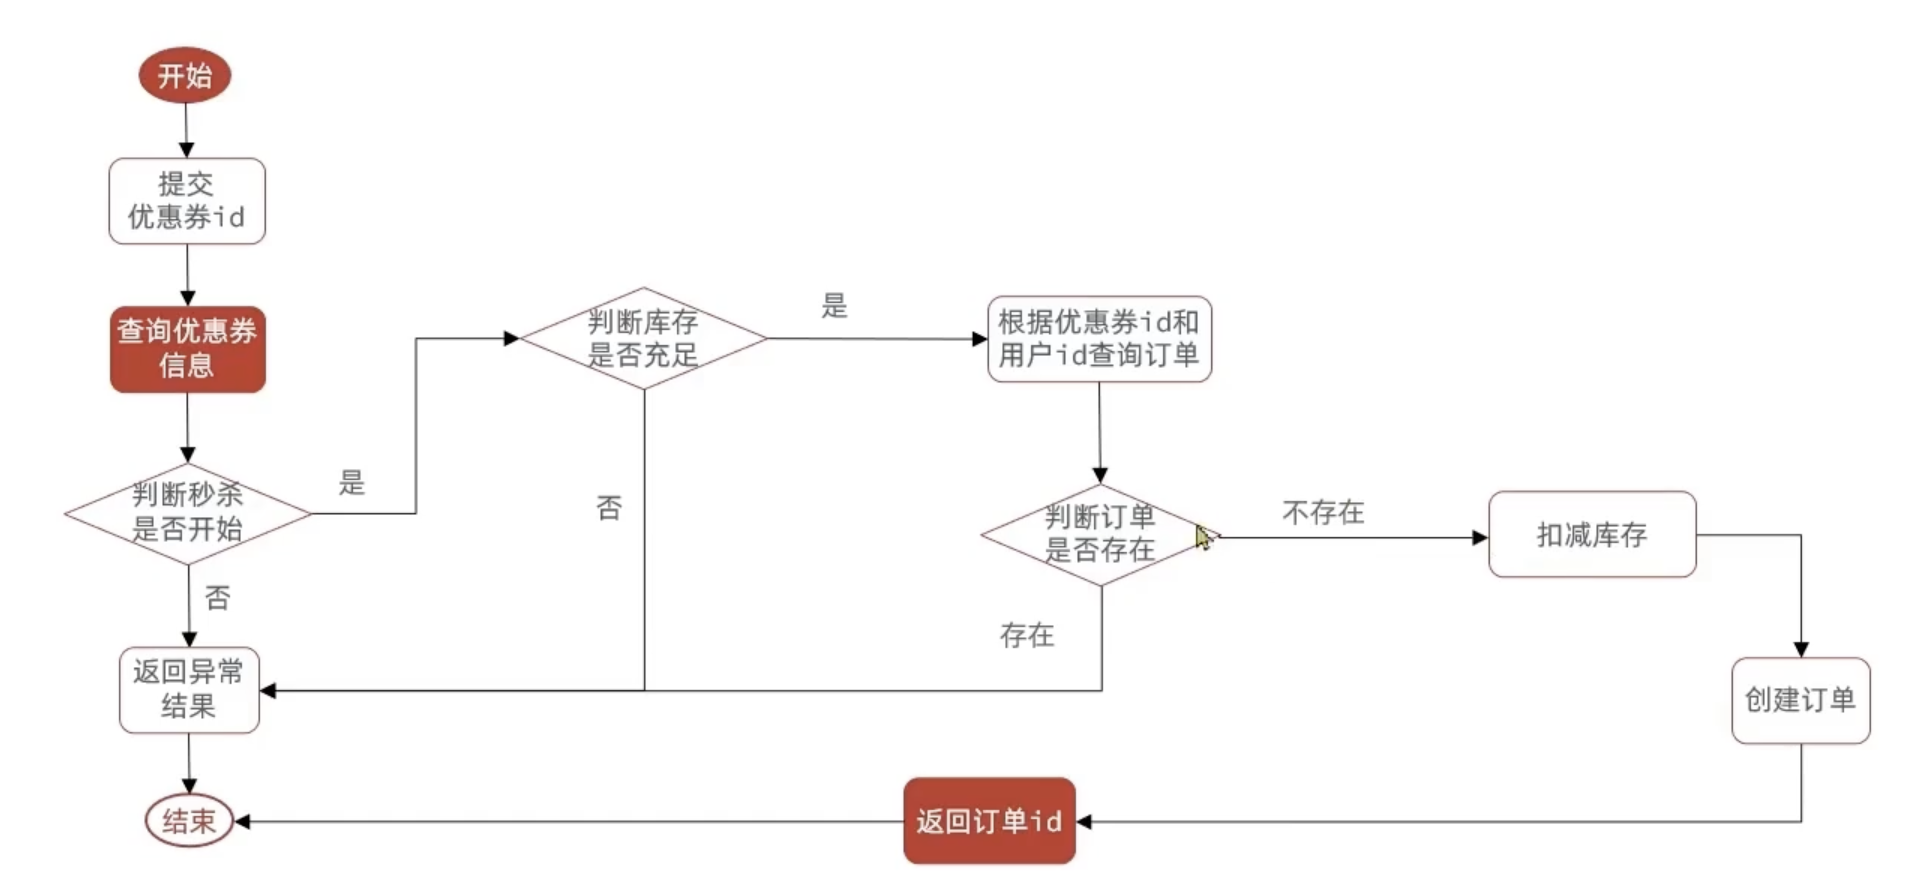 开始
提交
优惠券id
查询优惠券
信息
判断秒杀
是否开始
是
否
判断库存
是否充足
是
否
根据优惠券id和
用户id查询订单
判断订单
是否存在
不存在
存在
扣减库存
创建订单
返回异常
结果
返回订单id
结束